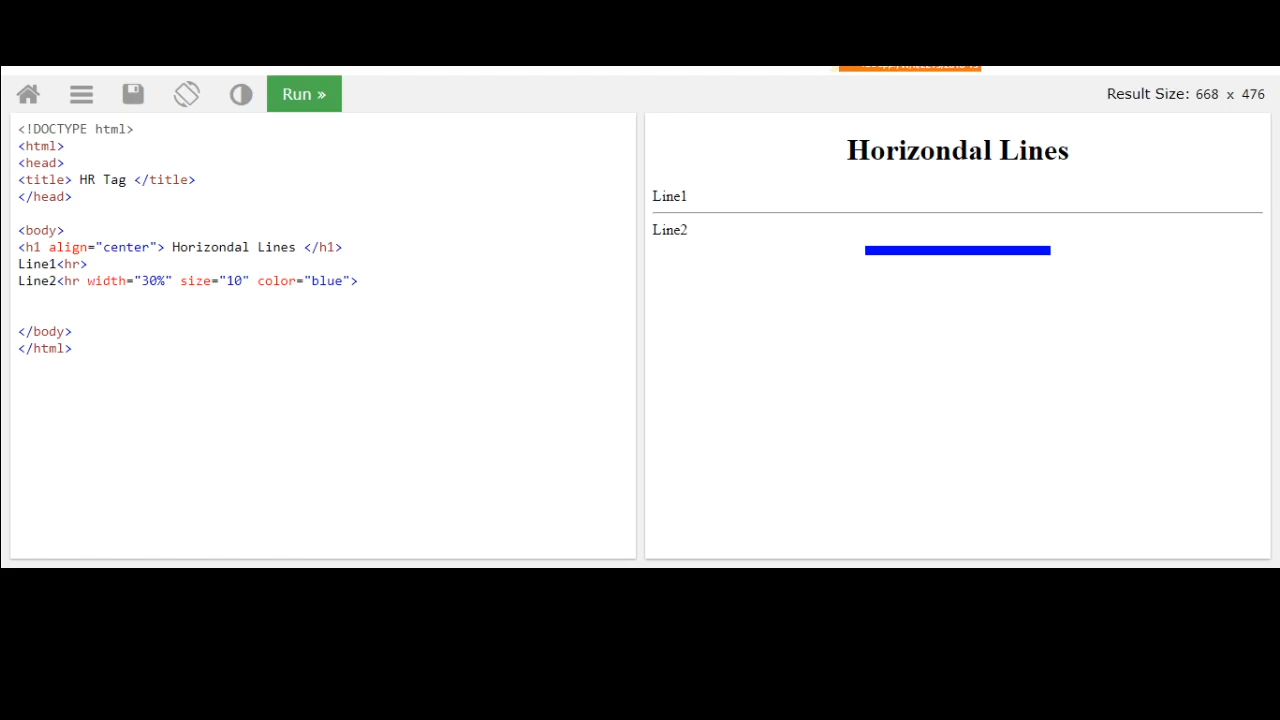 Run »
Result Size: 668 x 476
<!DOCTYPE html>
<html>
<head>
<title> HR Tag </title>
</head>
<body>
<h1 align="center"> Horizondal Lines </h1>
Line1<hr>
Line2<hr width="30%" size="10" color="blue">
</body>
</html>
Horizondal Lines
Line1
Line2